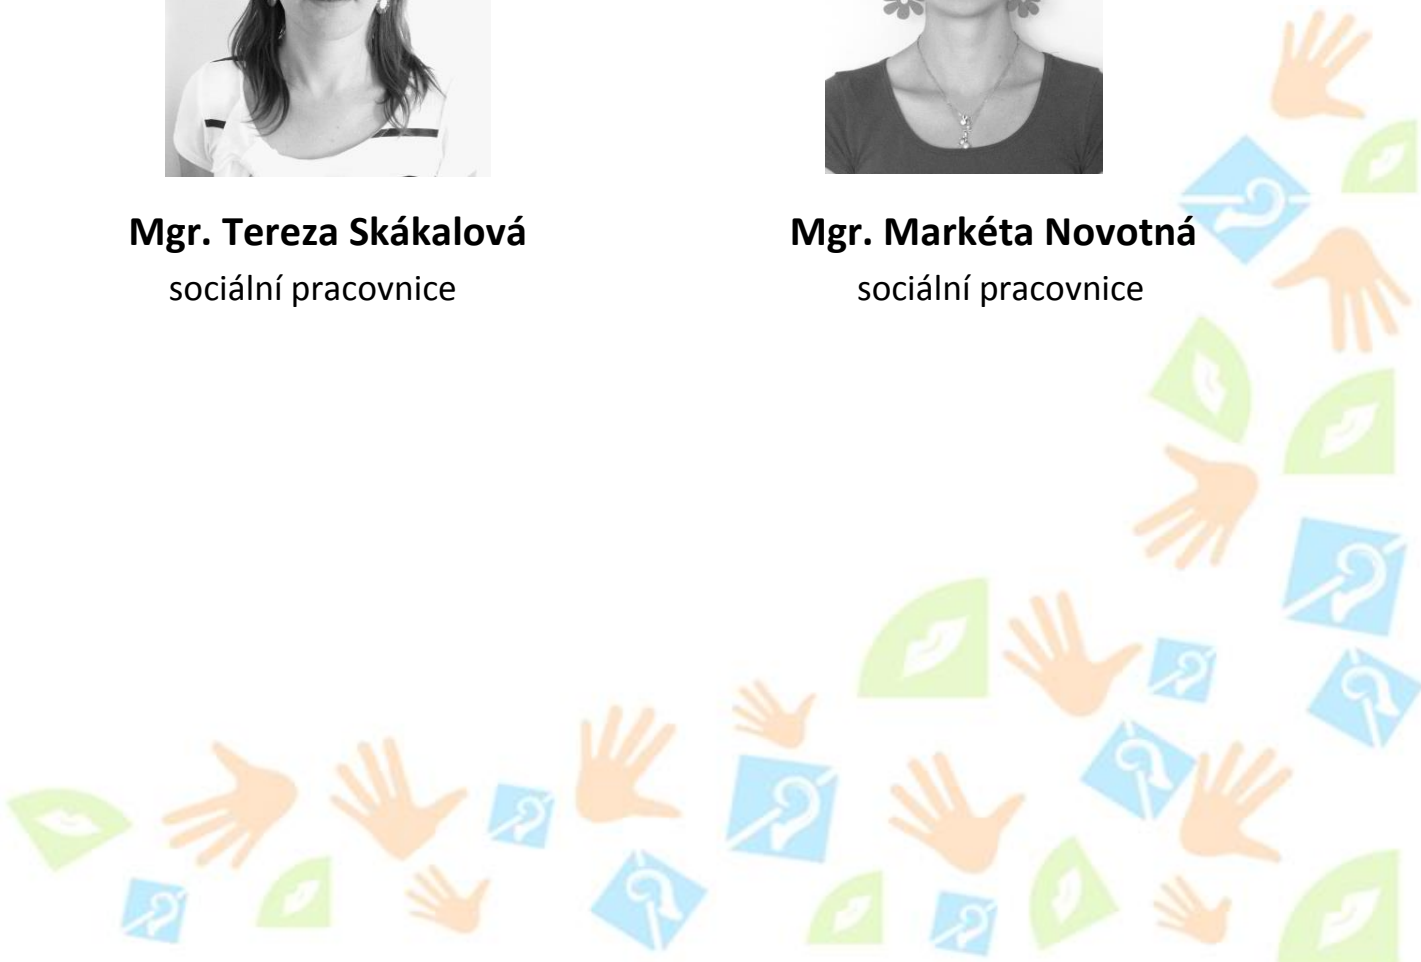 Mgr. Tereza Skákalová
sociální pracovnice
Mgr. Markéta Novotná
sociální pracovnice